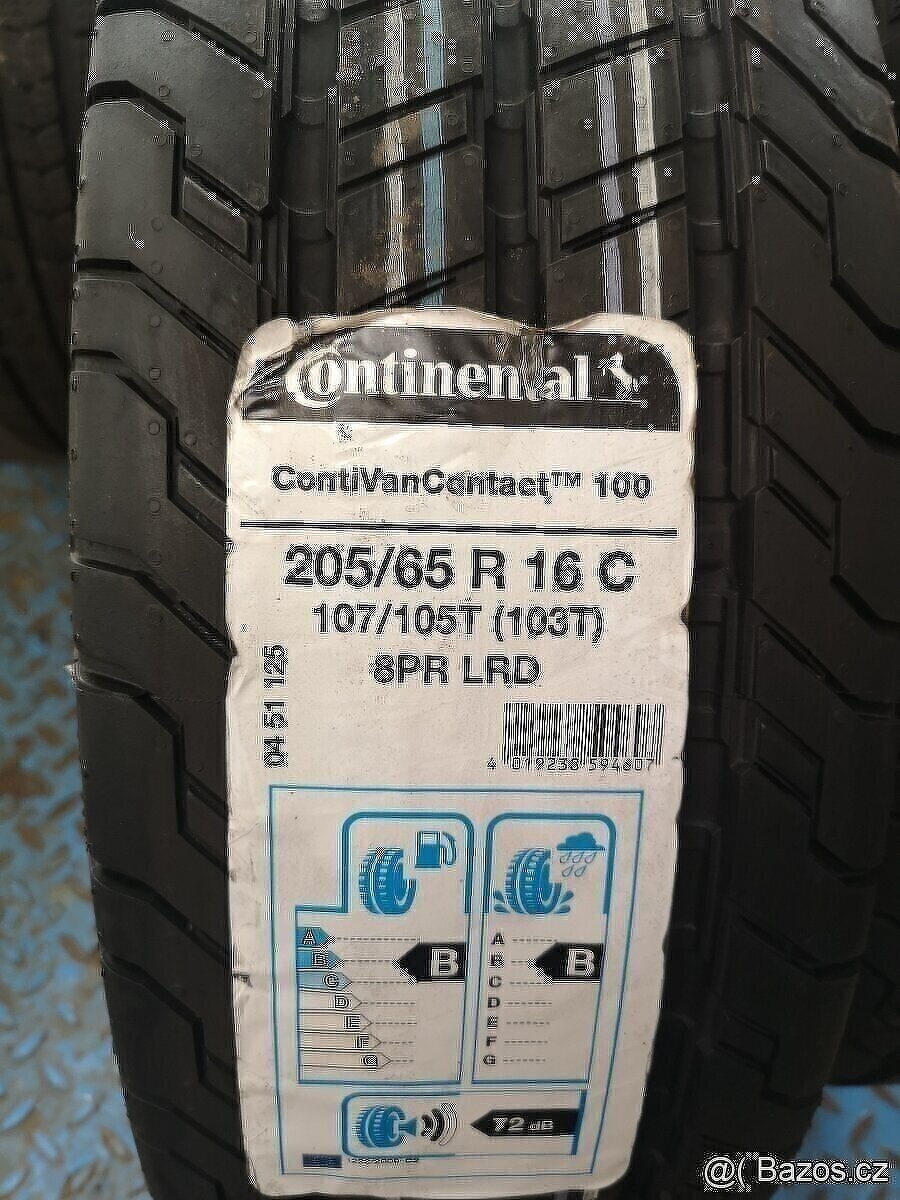 Continental
ContiVanContact™ 100
205/65 R 16 C
107/105T (103T)
8PR LRD
04 51 125
4 019238 594607
A
B
C
D
E
F
G
B
A
B
C
D
E
F
G
B
72 dB
@( Bazos.cz